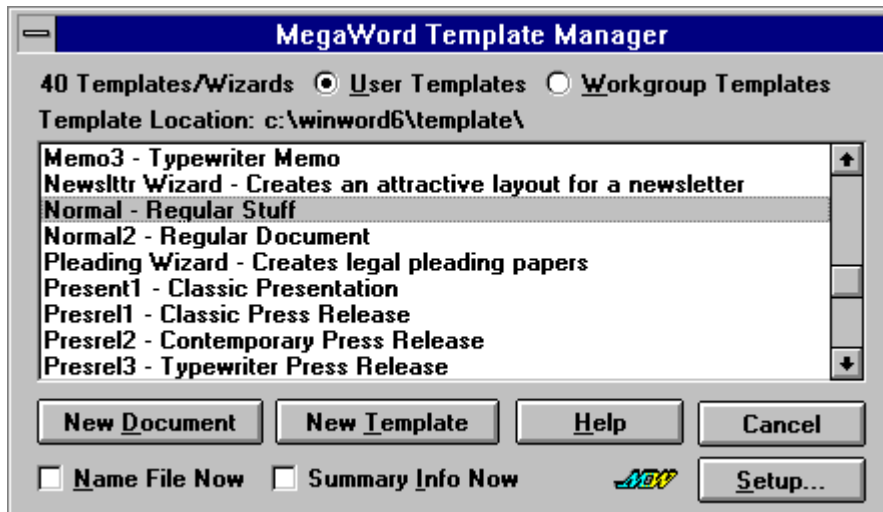 MegaWord Template Manager
40 Templates/Wizards User Templates Workgroup Templates
Template Location: c:\winword6\template\
Memo3 - Typewriter Memo
Newslttr Wizard - Creates an attractive layout for a newsletter
Normal - Regular Stuff
Normal2 - Regular Document
Pleading Wizard - Creates legal pleading papers
Present1 - Classic Presentation
Presrel1 - Classic Press Release
Presrel2 - Contemporary Press Release
Presrel3 - Typewriter Press Release
New Document New Template Help Cancel
Name File Now Summary Info Now Setup...